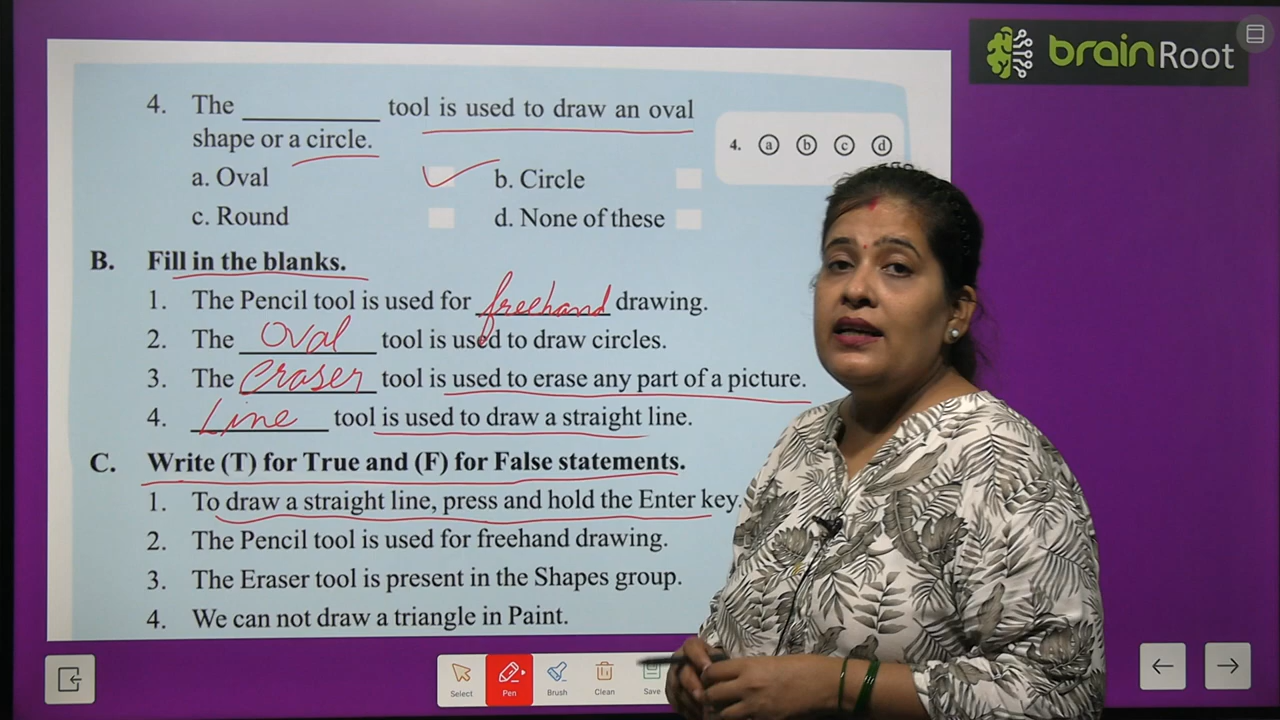 brainRoot
4. The ________ tool is used to draw an oval
shape or a circle.
4. a b c d
a. Oval b. Circle
c. Round d. None of these
B. Fill in the blanks.
1. The Pencil tool is used for freehand drawing.
2. The Oval tool is used to draw circles.
3. The eraser tool is used to erase any part of a picture.
4. Line tool is used to draw a straight line.
C. Write (T) for True and (F) for False statements.
1. To draw a straight line, press and hold the Enter key.
2. The Pencil tool is used for freehand drawing.
3. The Eraser tool is present in the Shapes group.
4. We can not draw a triangle in Paint.
Select Pen Brush Clean Save